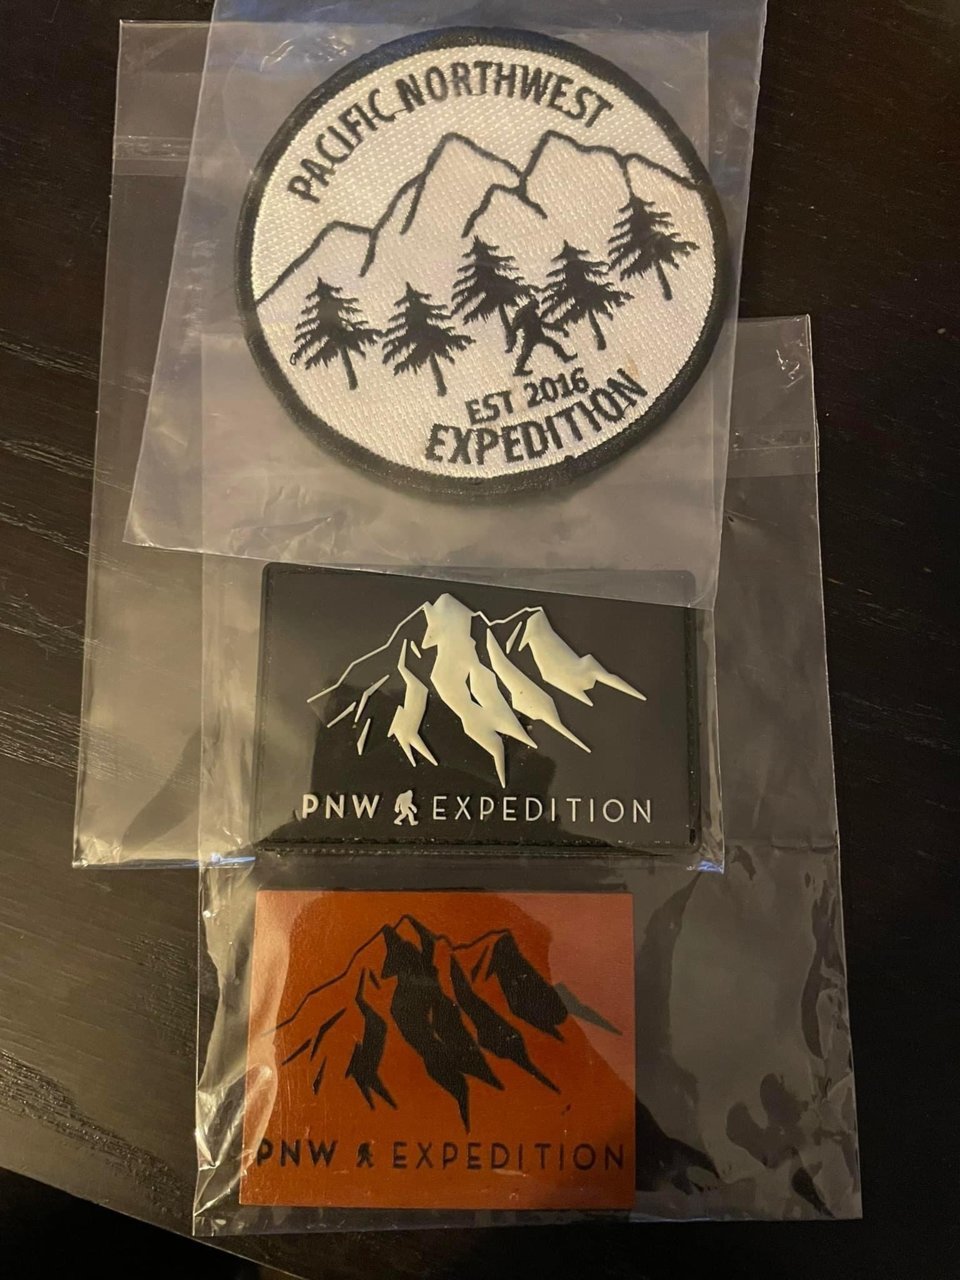 PACIFIC NORTHWEST
EST 2016
EXPEDITION
PNW EXPEDITION
PNW EXPEDITION